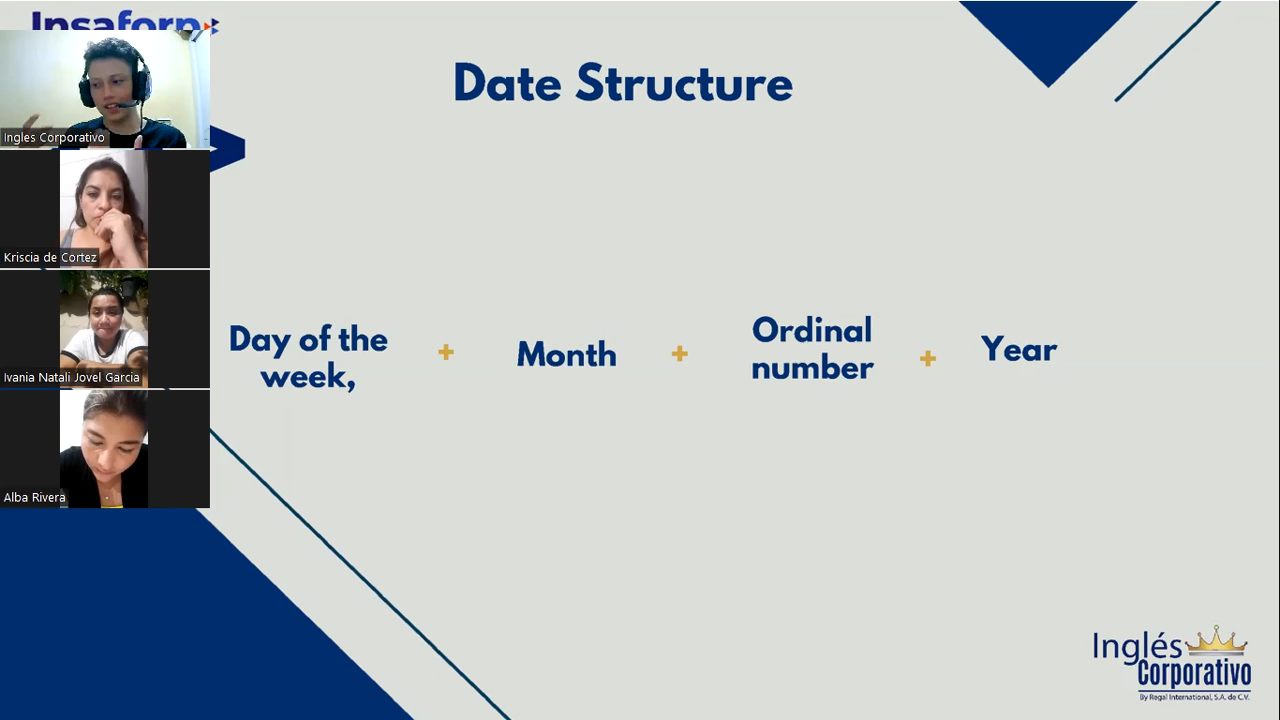 Insaforp
Date Structure
Ingles Corporativo
Kriscia de Cortez
Ivania Natali Jovel Garcia
Alba Rivera
Day of the
week,
+
Month
+
Ordinal
number
+
Year
Inglés
Corporativo
By Regal International, S.A. de C.V.